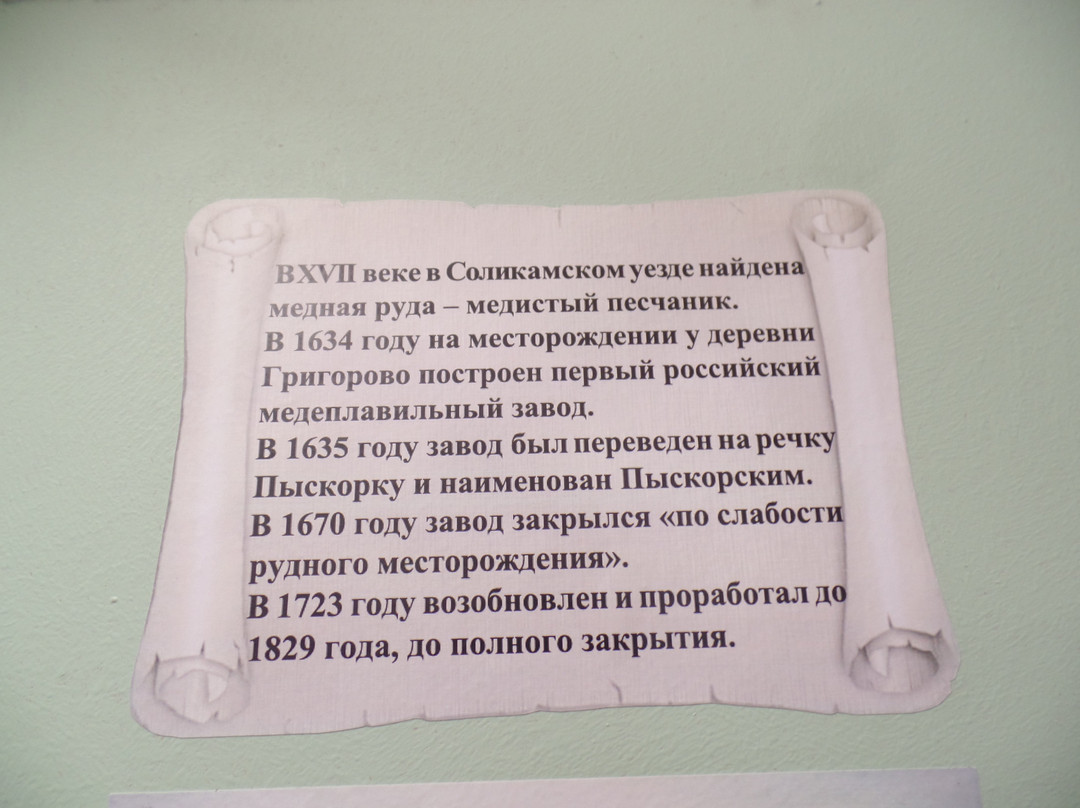 В XVII веке в Соликамском уезде найдена
медная руда – медистый песчаник.
В 1634 году на месторождении у деревни
Григорово построен первый российский
медеплавильный завод.
В 1635 году завод был переведен на речку
Пыскорку и наименован Пыскорским.
В 1670 году завод закрылся «по слабости
рудного месторождения».
В 1723 году возобновлен и проработал до
1829 года, до полного закрытия.